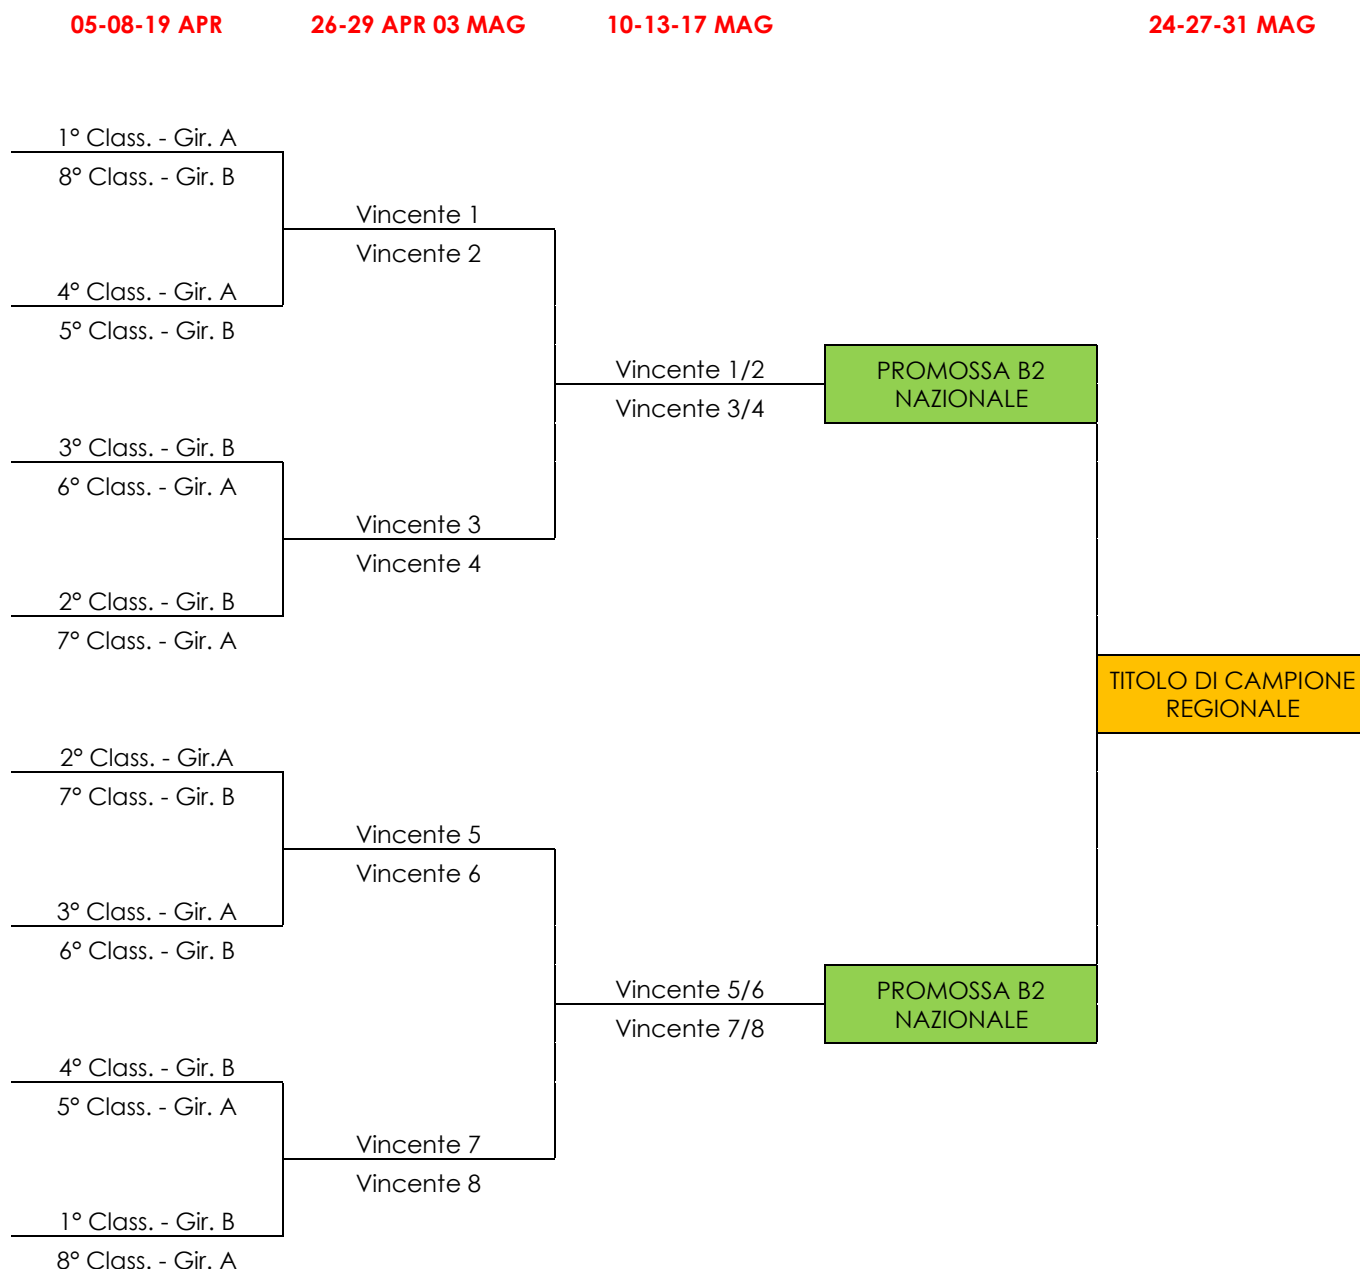 05-08-19 APR
26-29 APR 03 MAG
10-13-17 MAG
24-27-31 MAG
1° Class. - Gir. A
8° Class. - Gir. B
Vincente 1
Vincente 2
4° Class. - Gir. A
5° Class. - Gir. B
Vincente 1/2
Vincente 3/4
PROMOSSA B2
NAZIONALE
3° Class. - Gir. B
6° Class. - Gir. A
Vincente 3
Vincente 4
2° Class. - Gir. B
7° Class. - Gir. A
TITOLO DI CAMPIONE
REGIONALE
2° Class. - Gir.A
7° Class. - Gir. B
Vincente 5
Vincente 6
3° Class. - Gir. A
6° Class. - Gir. B
Vincente 5/6
Vincente 7/8
PROMOSSA B2
NAZIONALE
4° Class. - Gir. B
5° Class. - Gir. A
Vincente 7
Vincente 8
1° Class. - Gir. B
8° Class. - Gir. A